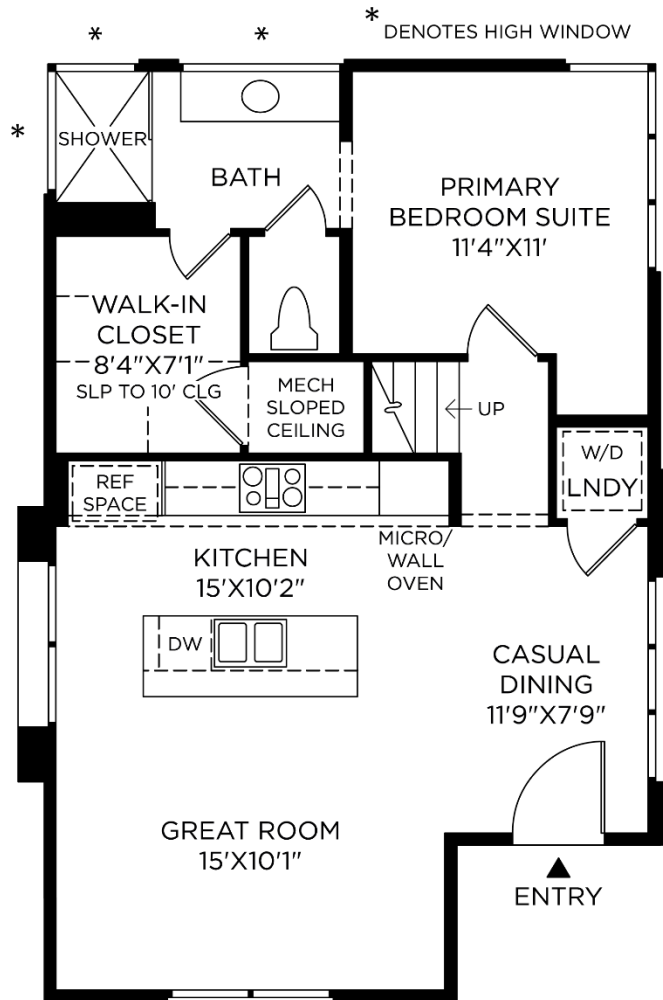 * DENOTES HIGH WINDOW
*
*
*
SHOWER
BATH
PRIMARY
BEDROOM SUITE
11'4"X11'
WALK-IN
CLOSET
8'4"X7'1"
SLP TO 10' CLG
MECH
SLOPED
CEILING
UP
W/D
LNDY
REF
SPACE
MICRO/
WALL
OVEN
KITCHEN
15'X10'2"
DW
CASUAL
DINING
11'9"X7'9"
GREAT ROOM
15'X10'1"
ENTRY